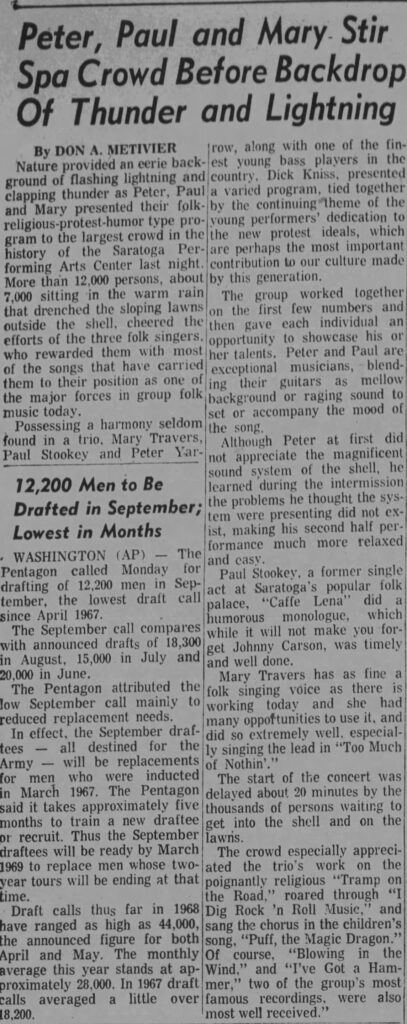 Peter, Paul and Mary Stir
Spa Crowd Before Backdrop
Of Thunder and Lightning
By DON A. METIVIER
Nature provided an eerie back-
ground of flashing lightning and
clapping thunder as Peter, Paul
and Mary presented their folk-
religious-protest-humor type pro-
gram to the largest crowd in the
history of the Saratoga Per-
forming Arts Center last night.
More than 12,000 persons, about
7,000 sitting in the warm rain
that drenched the sloping lawns
outside the shell, cheered the
efforts of the three folk singers,
who rewarded them with most
of the songs that have carried
them to their position as one of
the major forces in group folk
music today.
Possessing a harmony seldom
found in a trio, Mary Travers,
Paul Stookey and Peter Yar-
row, along with one of the fin-
est young bass players in the
country, Dick Kniss, presented
a varied program, tied together
by the continuing theme of the
young performers' dedication to
the new protest ideals, which
are perhaps the most important
contribution to our culture made
by this generation.
The group worked together
on the first few numbers and
then gave each individual an
opportunity to showcase his or
her talents. Peter and Paul are
exceptional musicians, blend-
ing their guitars as mellow
background or raging sound to
set or accompany the mood of
the song.
Although Peter at first did
not appreciate the magnificent
sound system of the shell, he
learned during the intermission
the problems he thought the sys-
tem were presenting did not ex-
ist, making his second half per-
formance much more relaxed
and easy.
Paul Stookey, a former single
act at Saratoga's popular folk
palace, "Caffe Lena" did a
humorous monologue, which
while it will not make you for-
get Johnny Carson, was timely
and well done.
Mary Travers has as fine a
folk singing voice as there is
working today and she had
many opportunities to use it, and
did so extremely well, especial-
ly singing the lead in "Too Much
of Nothin'."
The start of the concert was
delayed about 20 minutes by the
thousands of persons waiting to
get into the shell and on the
lawns.
The crowd especially appreci-
ated the trio's work on the
poignantly religious "Tramp on
the Road," roared through "I
Dig Rock 'n Roll Music," and
sang the chorus in the children's
song, "Puff, the Magic Dragon."
Of course, "Blowing in the
Wind," and "I've Got a Ham-
mer," two of the group's most
famous recordings, were also
most well received."
12,200 Men to Be
Drafted in September;
Lowest in Months
WASHINGTON (AP) — The
Pentagon called Monday for
drafting of 12,200 men in Sep-
tember, the lowest draft call
since April 1967.
The September call compares
with announced drafts of 18,300
in August, 15,000 in July and
20,000 in June.
The Pentagon attributed the
low September call mainly to
reduced replacement needs.
In effect, the September draf-
tees — all destined for the
Army — will be replacements
for men who were inducted
in March 1967. The Pentagon
said it takes approximately five
months to train a new draftee
or recruit. Thus the September
draftees will be ready by March
1969 to replace men whose two-
year tours will be ending at that
time.
Draft calls thus far in 1968
have ranged as high as 44,000,
the announced figure for both
April and May. The monthly
average this year stands at ap-
proximately 28,000. In 1967 draft
calls averaged a little over
18,200.